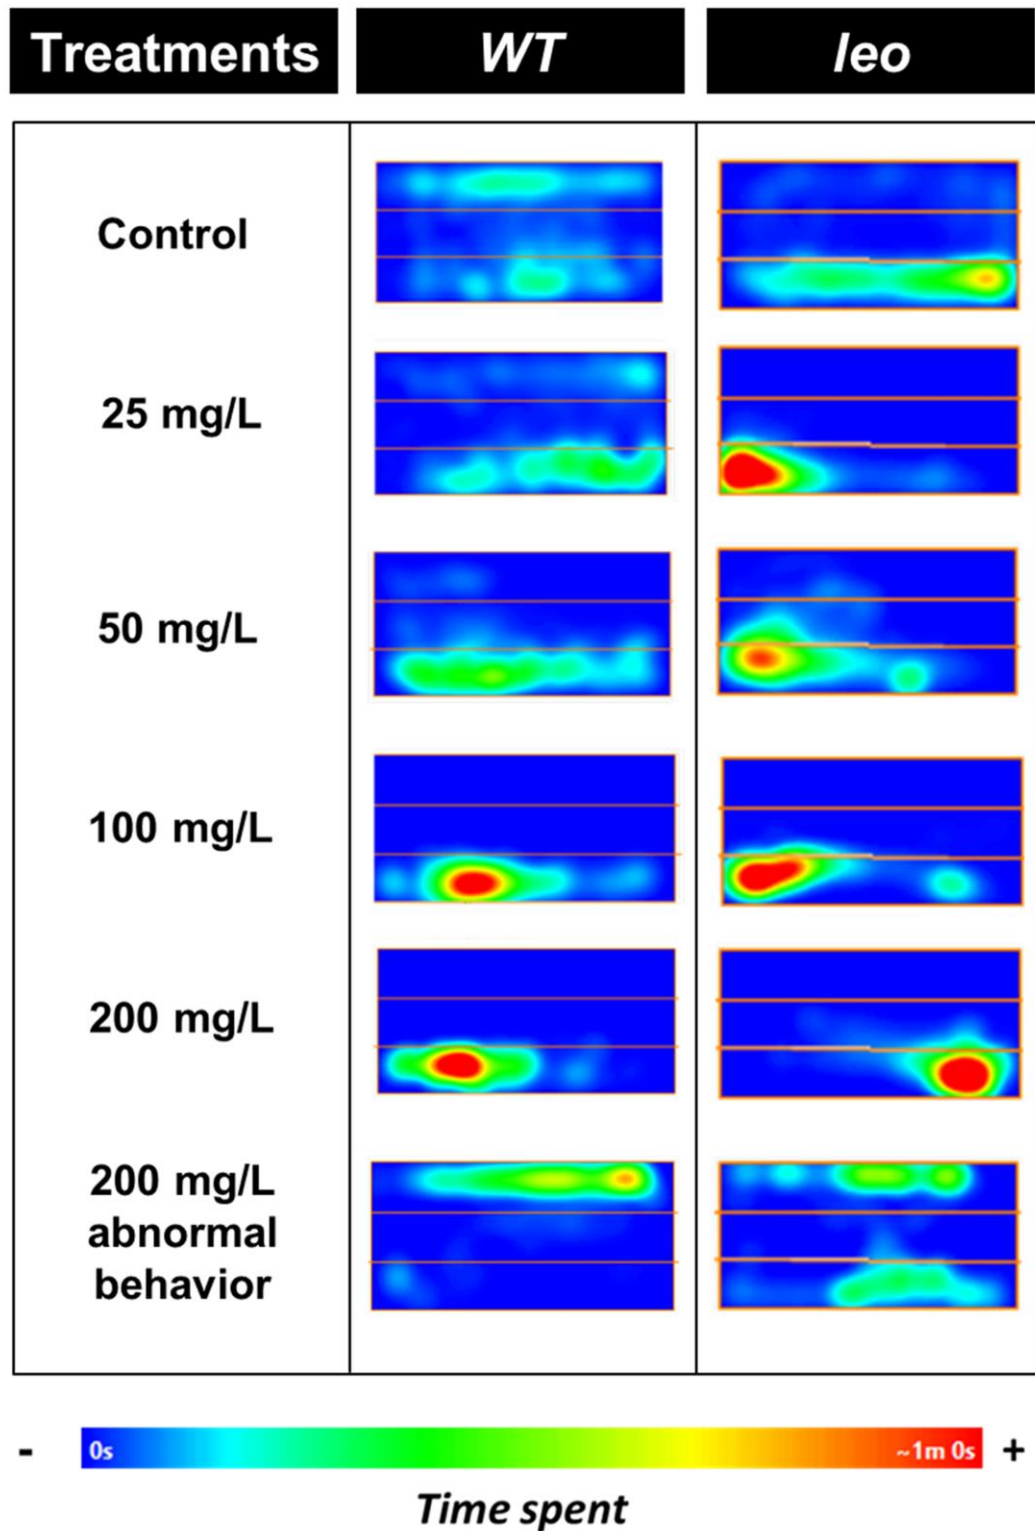 Treatments WT leo
Control
25 mg/L
50 mg/L
100 mg/L
200 mg/L
200 mg/L
abnormal
behavior
- 0s ~1m 0s +
Time spent